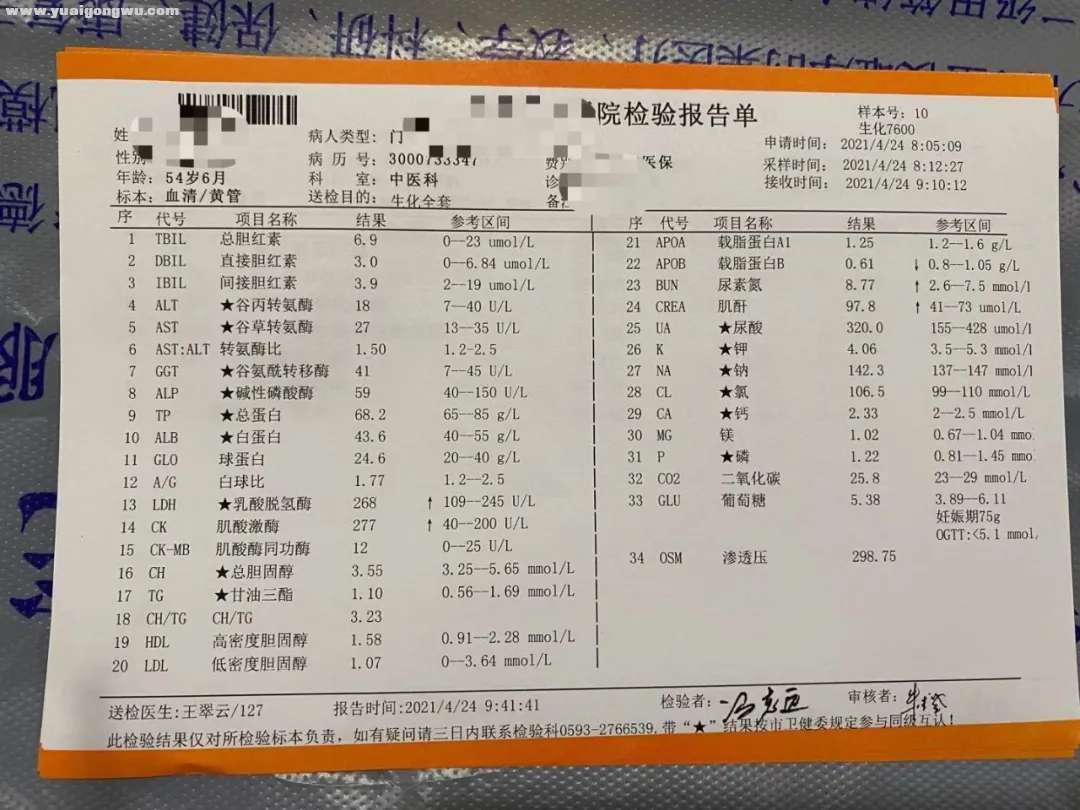 www.yuaigongwu.com
教学、科研、保健、康
院检验报告单
样本号: 10
生化7600
姓
病人类型: 门
申请时间: 2021/4/24 8:05:09
性别
病 历 号: 3000733347
医保
采样时间: 2021/4/24 8:12:27
年龄: 54岁6月
科 室: 中医科
诊
接收时间: 2021/4/24 9:10:12
标本: 血清/黄管
送检目的: 生化全套
备
序 代号 项目名称 结果 参考区间
1 TBIL 总胆红素 6.9 0--23 umol/L
2 DBIL 直接胆红素 3.0 0--6.84 umol/L
3 IBIL 间接胆红素 3.9 2--19 umol/L
4 ALT ★谷丙转氨酶 18 7--40 U/L
5 AST ★谷草转氨酶 27 13--35 U/L
6 AST:ALT 转氨酶比 1.50 1.2-2.5
7 GGT ★谷氨酰转移酶 41 7--45 U/L
8 ALP ★碱性磷酸酶 59 40--150 U/L
9 TP ★总蛋白 68.2 65--85 g/L
10 ALB ★白蛋白 43.6 40--55 g/L
11 GLO 球蛋白 24.6 20--40 g/L
12 A/G 白球比 1.77 1.2--2.5
13 LDH ★乳酸脱氢酶 268 ↑ 109--245 U/L
14 CK 肌酸激酶 277 ↑ 40--200 U/L
15 CK-MB 肌酸酶同功酶 12 0--25 U/L
16 CH ★总胆固醇 3.55 3.25--5.65 mmol/L
17 TG ★甘油三酯 1.10 0.56--1.69 mmol/L
18 CH/TG CH/TG 3.23
19 HDL 高密度胆固醇 1.58 0.91--2.28 mmol/L
20 LDL 低密度胆固醇 1.07 0--3.64 mmol/L
序 代号 项目名称 结果 参考区间
21 APOA 载脂蛋白A1 1.25 1.2--1.6 g/L
22 APOB 载脂蛋白B 0.61 ↓ 0.8--1.05 g/L
23 BUN 尿素氮 8.77 ↑ 2.6--7.5 mmol/l
24 CREA 肌酐 97.8 ↑ 41--73 umol/L
25 UA ★尿酸 320.0 155--428 umol/l
26 K ★钾 4.06 3.5--5.3 mmol/l
27 NA ★钠 142.3 137--147 mmol/l
28 CL ★氯 106.5 99--110 mmol/L
29 CA ★钙 2.33 2--2.5 mmol/L
30 MG 镁 1.02 0.67--1.04 mmo
31 P ★磷 1.22 0.81--1.45 mmo
32 CO2 二氧化碳 25.8 23--29 mmol/L
33 GLU 葡萄糖 5.38 3.89--6.11
妊娠期75g
OGTT:<5.1 mmol,
34 OSM 渗透压 298.75
送检医生:王翠云/127 报告时间:2021/4/24 9:41:41 检验者: 审核者:
此检验结果仅对所检验标本负责，如有疑问请三日内联系检验科0593-2766539.带“★”结果按市卫健委规定参与同级互认!